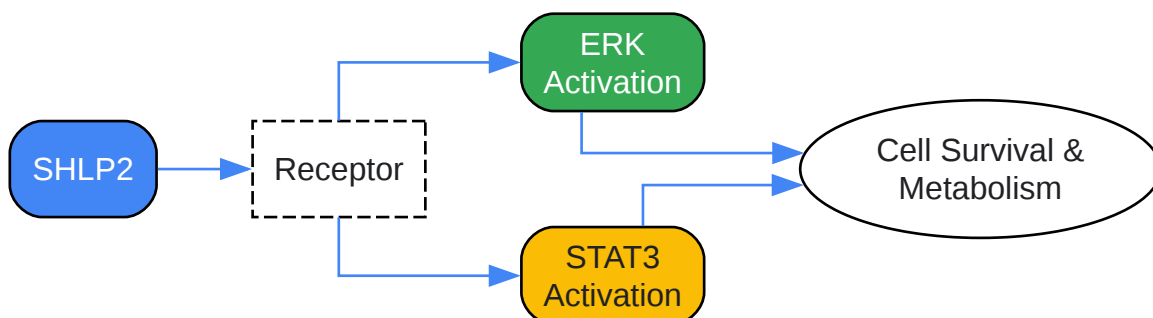 SHLP2
Receptor
ERK
Activation
STAT3
Activation
Cell Survival &
Metabolism